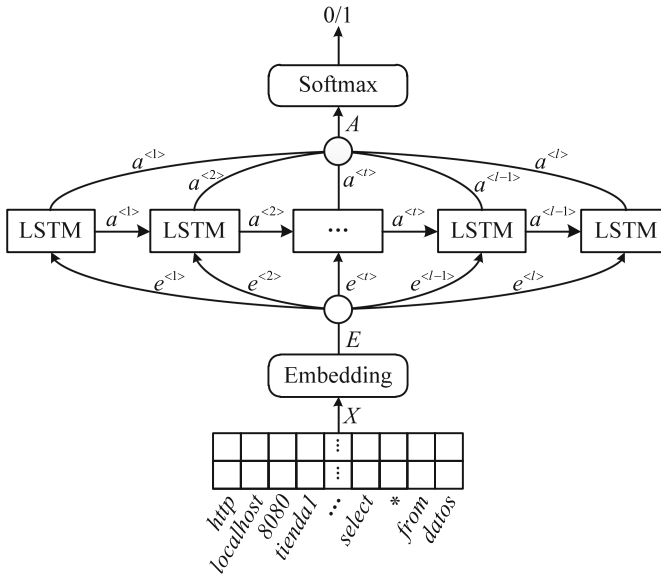 0/1
Softmax
A
a<1> a<2> a<t> a<l−1> a<l>
LSTM a<1> LSTM a<2> ... a<t> LSTM a<l−1> LSTM
e<1> e<2> e<t> e<l−1> e<l>
E
Embedding
X
...
...
http localhost 8080 tienda1 ... select * from datos